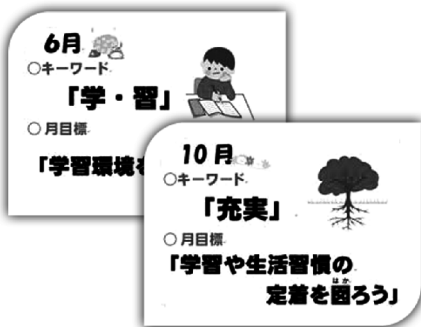 6月
○キーワード
「学・習」
○月目標
「学習環境を
10月
○キーワード
「充実」
○月目標
「学習や生活習慣の
定着を図ろう」
はか